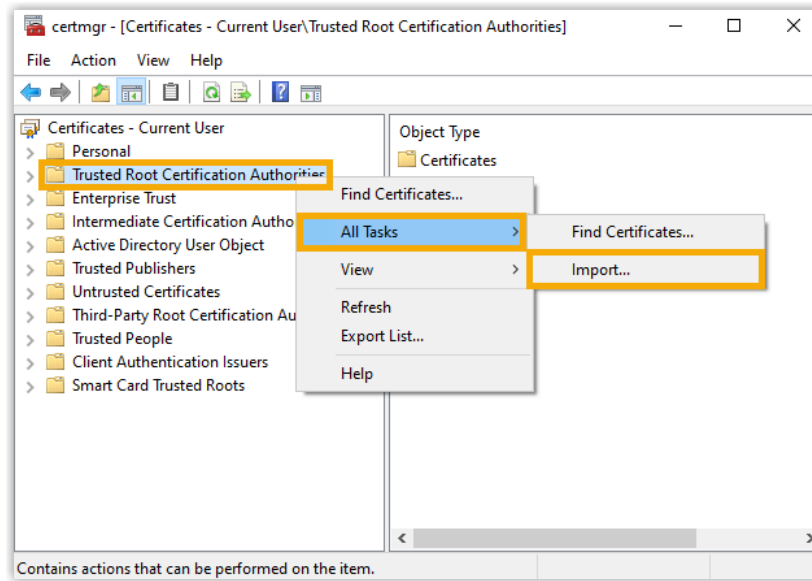 certmgr - [Certificates - Current User\Trusted Root Certification Authorities]
File Action View Help
Certificates - Current User
Personal
Trusted Root Certification Authorities
Enterprise Trust
Intermediate Certification Autho
Active Directory User Object
Trusted Publishers
Untrusted Certificates
Third-Party Root Certification Au
Trusted People
Client Authentication Issuers
Smart Card Trusted Roots
Object Type
Certificates
Find Certificates...
All Tasks
View
Refresh
Export List...
Help
Find Certificates...
Import...
Contains actions that can be performed on the item.